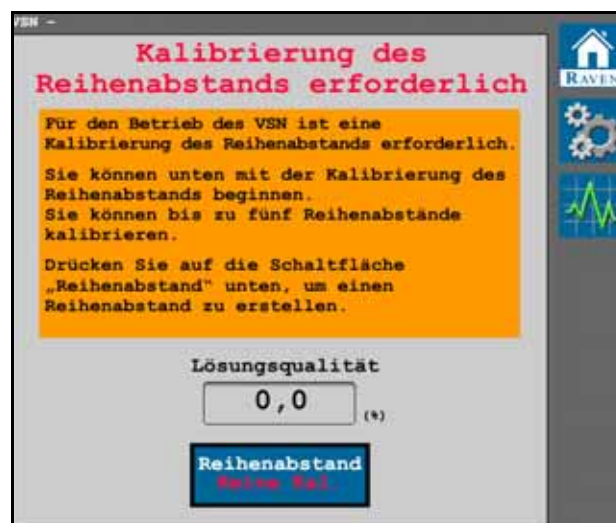 VSN -
Kalibrierung des
Reihenabstands erforderlich
RAVEN
Für den Betrieb des VSN ist eine
Kalibrierung des Reihenabstands erforderlich.
Sie können unten mit der Kalibrierung des
Reihenabstands beginnen.
Sie können bis zu fünf Reihenabstände
kalibrieren.
Drücken Sie auf die Schaltfläche
„Reihenabstand“ unten, um einen
Reihenabstand zu erstellen.
Lösungsqualität
0,0
(%)
Reihenabstand
Keine Kal.